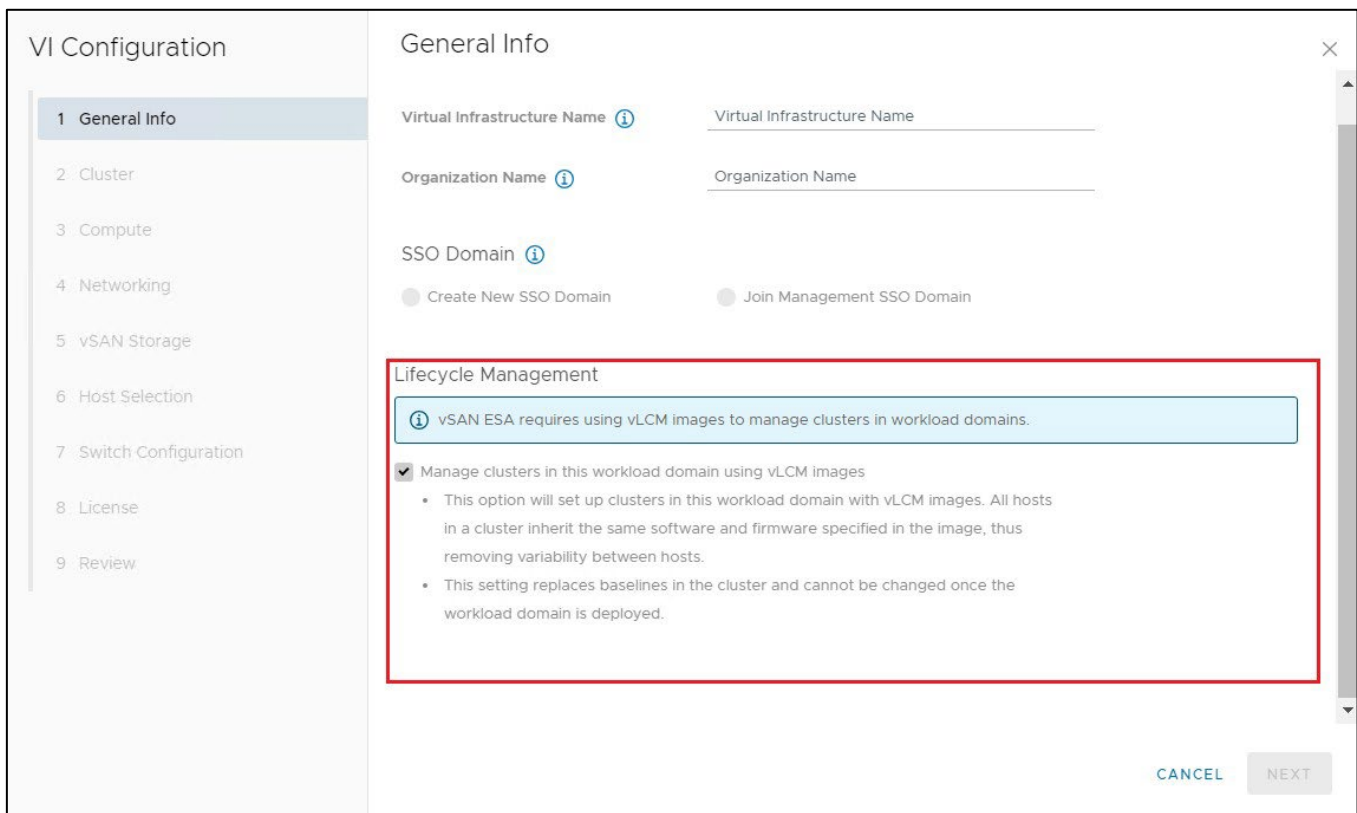 VI Configuration
1 General Info
2 Cluster
3 Compute
4 Networking
5 vSAN Storage
6 Host Selection
7 Switch Configuration
8 License
9 Review
General Info
Virtual Infrastructure Name
Virtual Infrastructure Name
Organization Name
Organization Name
SSO Domain
Create New SSO Domain
Join Management SSO Domain
Lifecycle Management
vSAN ESA requires using vLCM images to manage clusters in workload domains.
Manage clusters in this workload domain using vLCM images
• This option will set up clusters in this workload domain with vLCM images. All hosts
in a cluster inherit the same software and firmware specified in the image, thus
removing variability between hosts.
• This setting replaces baselines in the cluster and cannot be changed once the
workload domain is deployed.
CANCEL
NEXT